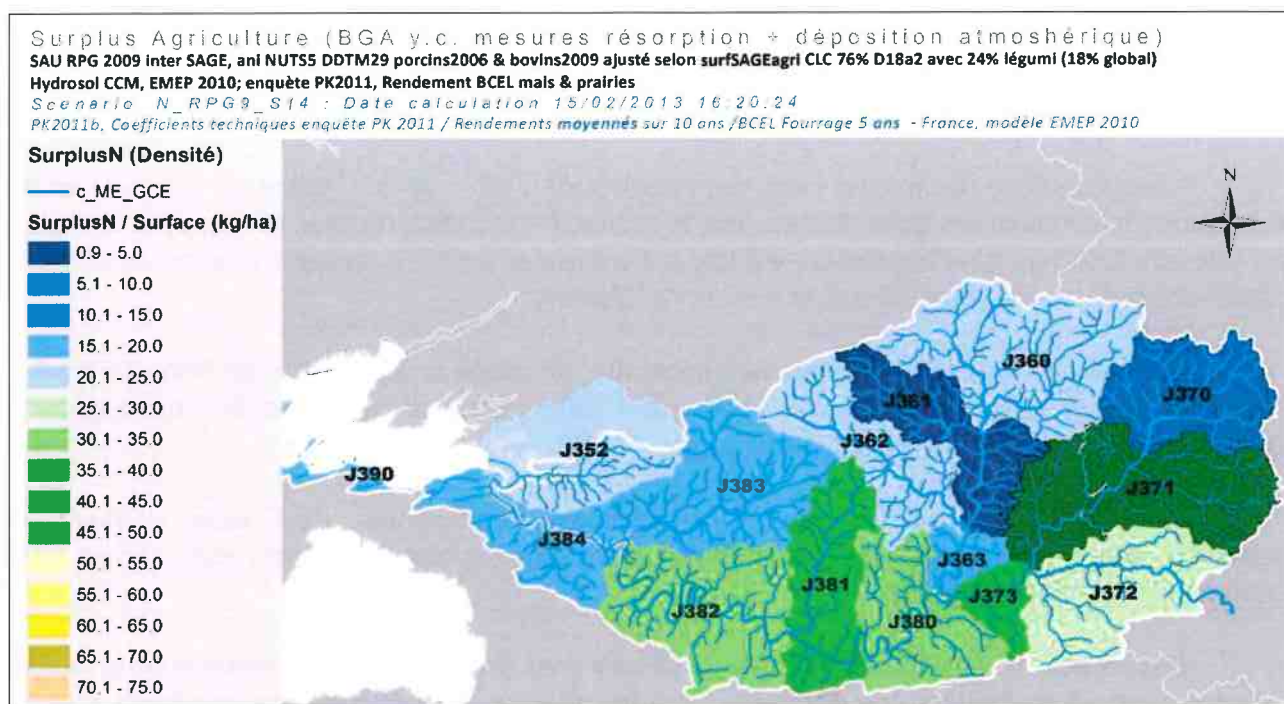 Surplus Agriculture (BGA y.c. mesures résorption + déposition atmoshérique)
SAU RPG 2009 inter SAGE, ani NUTS5 DDTM29 porcins2006 & bovins2009 ajusté selon surfSAGEagri CLC 76% D18a2 avec 24% légumi (18% global)
Hydrosol CCM, EMEP 2010; enquête PK2011, Rendement BCEL mais & prairies
Scenario N_RPG9_S14 : Date calculation 15/02/2013 16:20:24
PK2011b, Coefficients techniques enquête PK 2011 / Rendements moyennés sur 10 ans /BCEL Fourrage 5 ans - France, modèle EMEP 2010
SurplusN (Densité)
c_ME_GCE
SurplusN / Surface (kg/ha)
0.9 - 5.0
5.1 - 10.0
10.1 - 15.0
15.1 - 20.0
20.1 - 25.0
25.1 - 30.0
30.1 - 35.0
35.1 - 40.0
40.1 - 45.0
45.1 - 50.0
50.1 - 55.0
55.1 - 60.0
60.1 - 65.0
65.1 - 70.0
70.1 - 75.0
N
J360
J361
J370
J362
J352
J390
J383
J371
J384
J363
J381
J373
J372
J382
J380